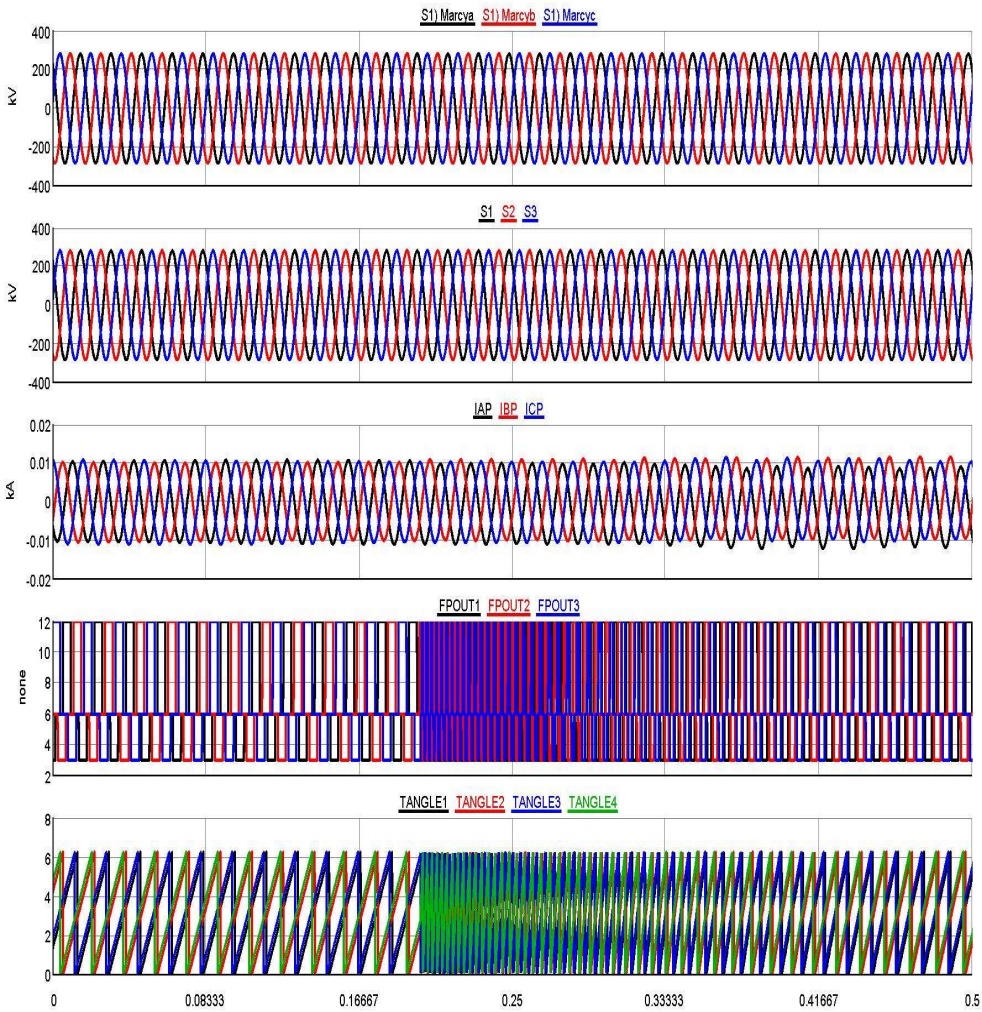 S1) Marcya S1) Marcyb S1) Marcyc
400
200
0
-200
-400
kV
S1 S2 S3
400
200
0
-200
-400
kV
IAP IBP ICP
0.02
0.01
0
-0.01
-0.02
kA
FPOUT1 FPOUT2 FPOUT3
12
10
8
6
4
2
none
TANGLE1 TANGLE2 TANGLE3 TANGLE4
8
6
4
2
0
0 0.08333 0.16667 0.25 0.33333 0.41667 0.5